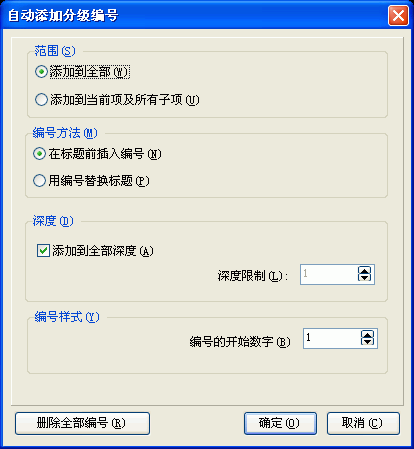 自动添加分级编号
范围(S)
添加到全部(W)
添加到当前项及所有子项(U)
编号方法(M)
在标题前插入编号(N)
用编号替换标题(P)
深度(D)
添加到全部深度(A)
深度限制(L): 1
编号样式(Y)
编号的开始数字(B) 1
删除全部编号(R) 确定(O) 取消(C)